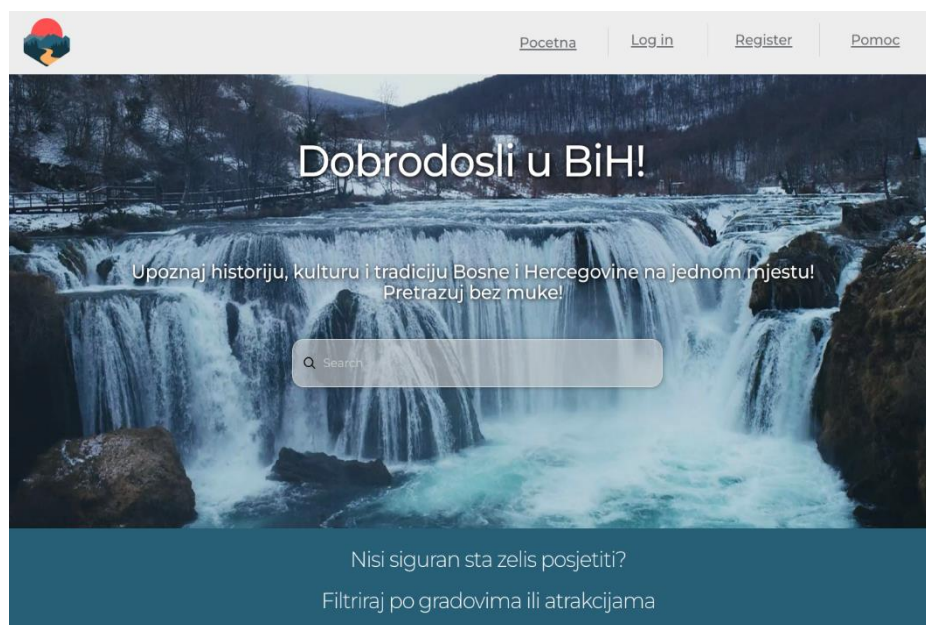 Pocetna
Log in
Register
Pomoc
Dobrodosli u BiH!
Upoznaj historiju, kulturu i tradiciju Bosne i Hercegovine na jednom mjestu!
Pretrazuj bez muke!
Search
Nisi siguran sta zelis posjetiti?
Filtriraj po gradovima ili atrakcijama